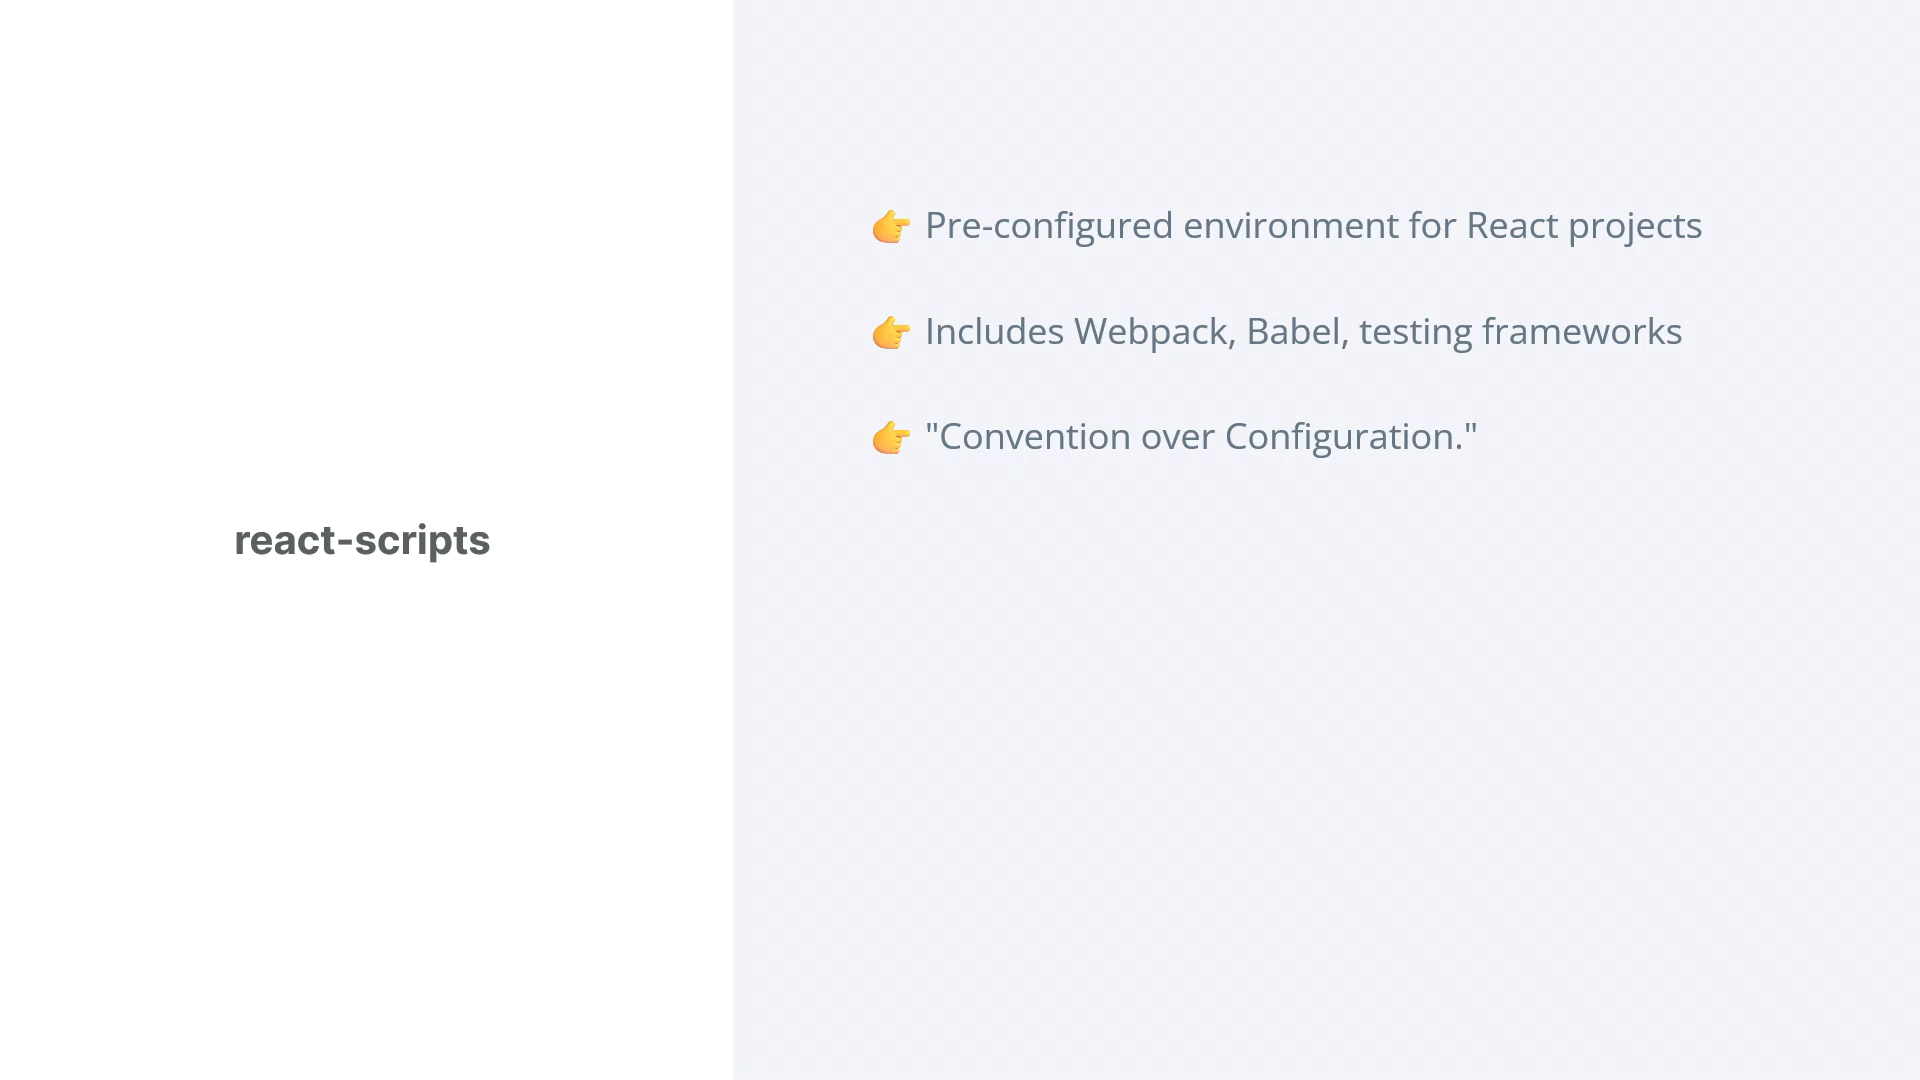 react-scripts
👉 Pre-configured environment for React projects
👉 Includes Webpack, Babel, testing frameworks
👉 "Convention over Configuration."